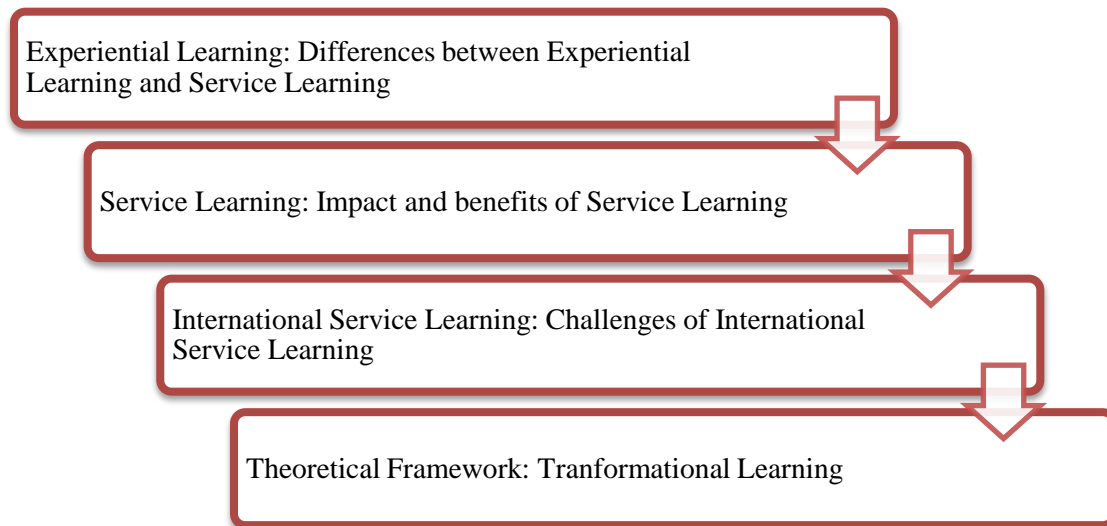 Experiential Learning: Differences between Experiential
Learning and Service Learning
Service Learning: Impact and benefits of Service Learning
International Service Learning: Challenges of International
Service Learning
Theoretical Framework: Tranformational Learning